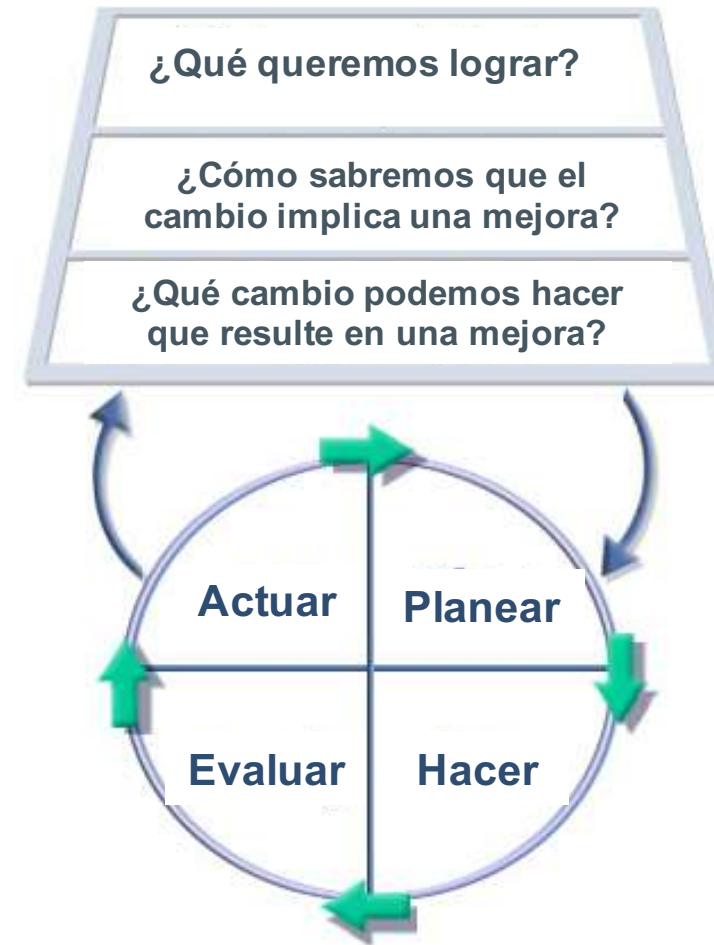 ¿Qué queremos lograr?
¿Cómo sabremos que el
cambio implica una mejora?
¿Qué cambio podemos hacer
que resulte en una mejora?
Actuar
Planear
Evaluar
Hacer